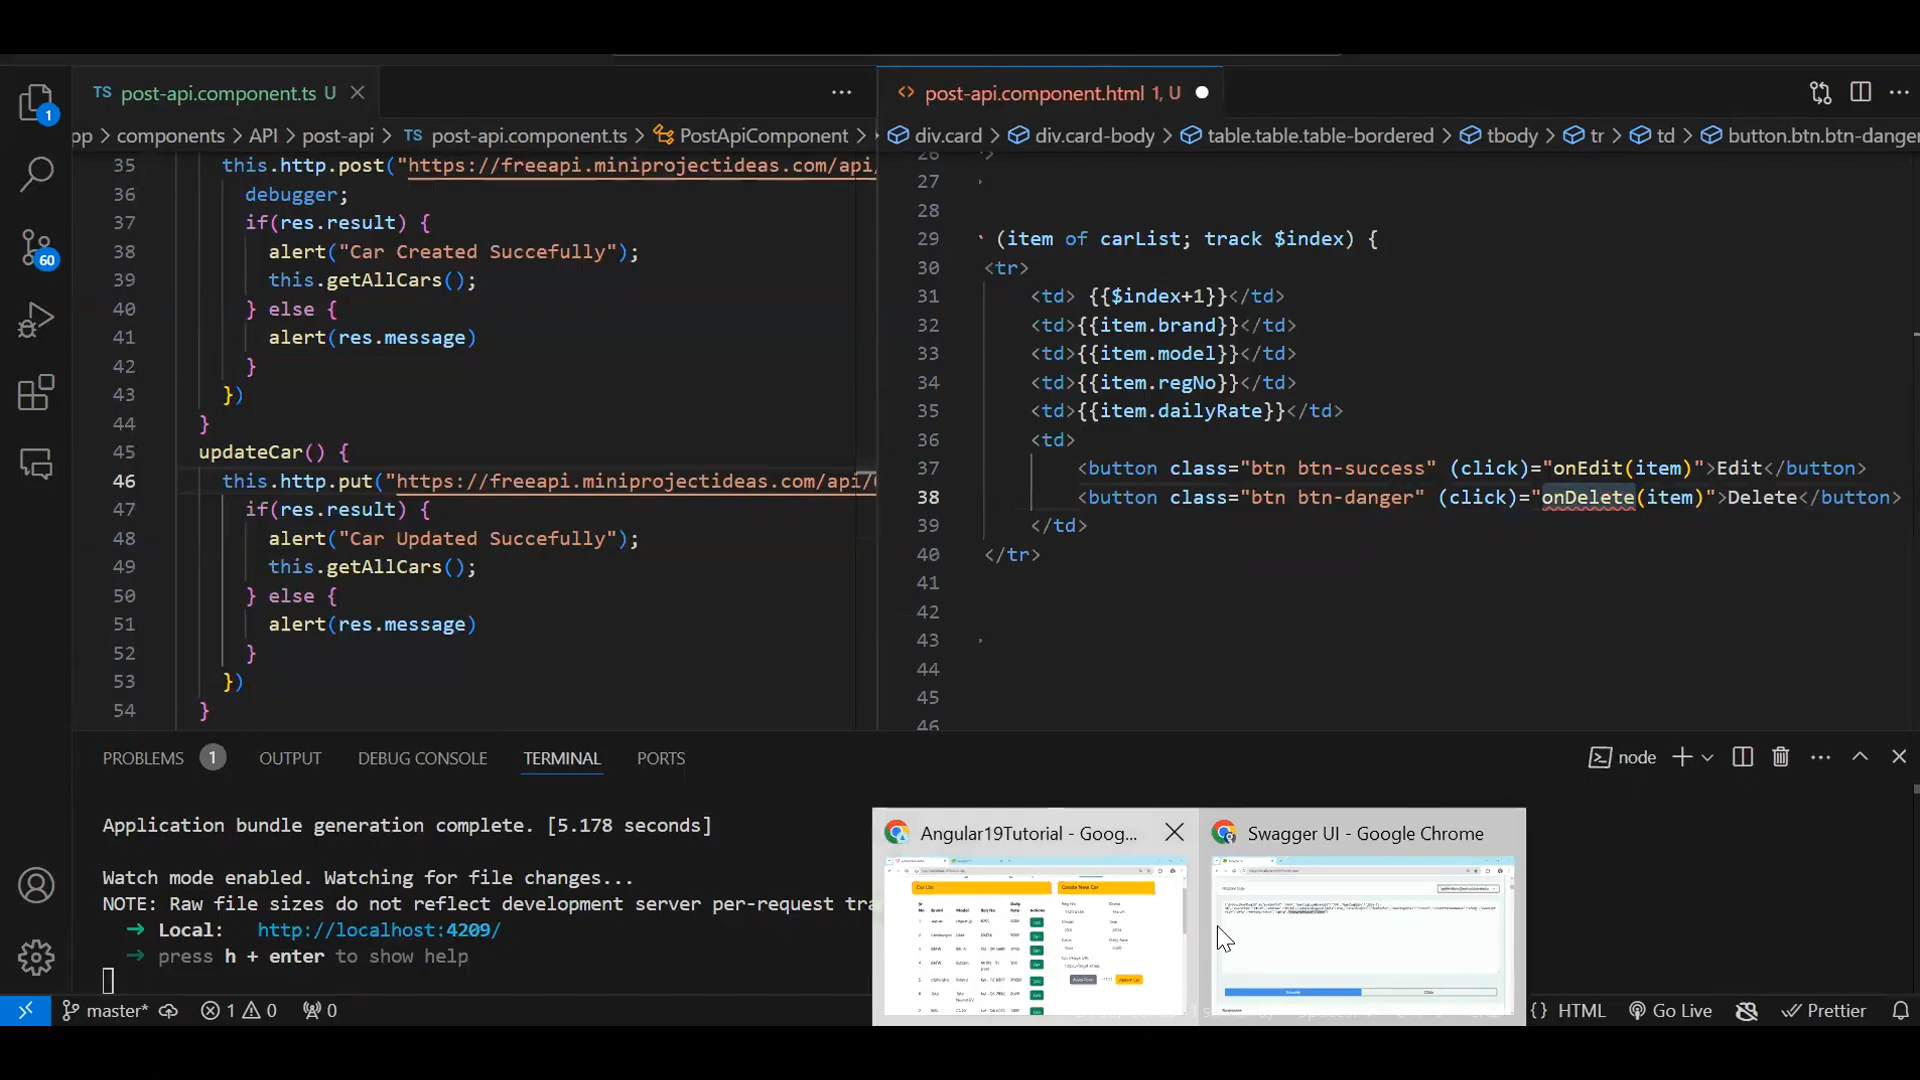 TS post-api.component.ts U
<> post-api.component.html 1, U
pp > components > API > post-api > TS post-api.component.ts > PostApiComponent >
div.card > div.card-body > table.table.table-bordered > tbody > tr > td > button.btn.btn-danger
35 this.http.post("https://freeapi.miniprojectideas.com/api/
36 debugger;
37 if(res.result) {
38 alert("Car Created Succefully");
39 this.getAllCars();
40 } else {
41 alert(res.message)
42 }
43 })
44 }
45 updateCar() {
46 this.http.put("https://freeapi.miniprojectideas.com/api/
47 if(res.result) {
48 alert("Car Updated Succefully");
49 this.getAllCars();
50 } else {
51 alert(res.message)
52 }
53 })
54 }
26
27
28
29 (item of carList; track $index) {
30 <tr>
31 <td> {{$index+1}}</td>
32 <td>{{item.brand}}</td>
33 <td>{{item.model}}</td>
34 <td>{{item.regNo}}</td>
35 <td>{{item.dailyRate}}</td>
36 <td>
37 <button class="btn btn-success" (click)="onEdit(item)">Edit</button>
38 <button class="btn btn-danger" (click)="onDelete(item)">Delete</button>
39 </td>
40 </tr>
41
42
43
44
45
46
1
60
PROBLEMS 1 OUTPUT DEBUG CONSOLE TERMINAL PORTS
node
Application bundle generation complete. [5.178 seconds]
Watch mode enabled. Watching for file changes...
NOTE: Raw file sizes do not reflect development server per-request tra
→ Local: http://localhost:4209/
→ press h + enter to show help
Angular19Tutorial - Goog...
Swagger UI - Google Chrome
Car List
Create New Car
master* 1 0 0
{} HTML Go Live Prettier